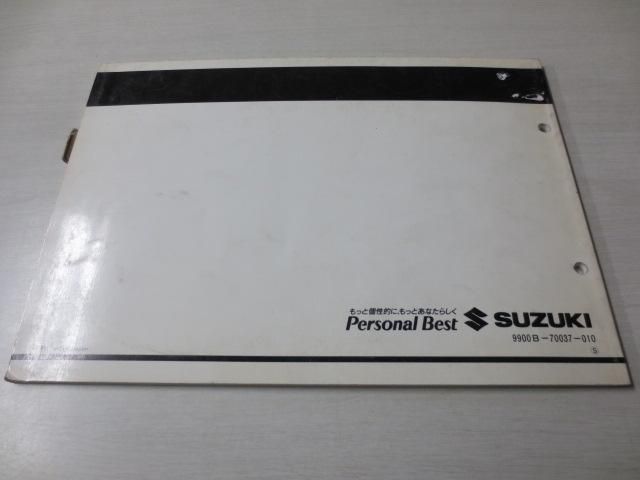 もっと個性的に、もっとあなたらしく
Personal Best SUZUKI
9900B-70037-010
S